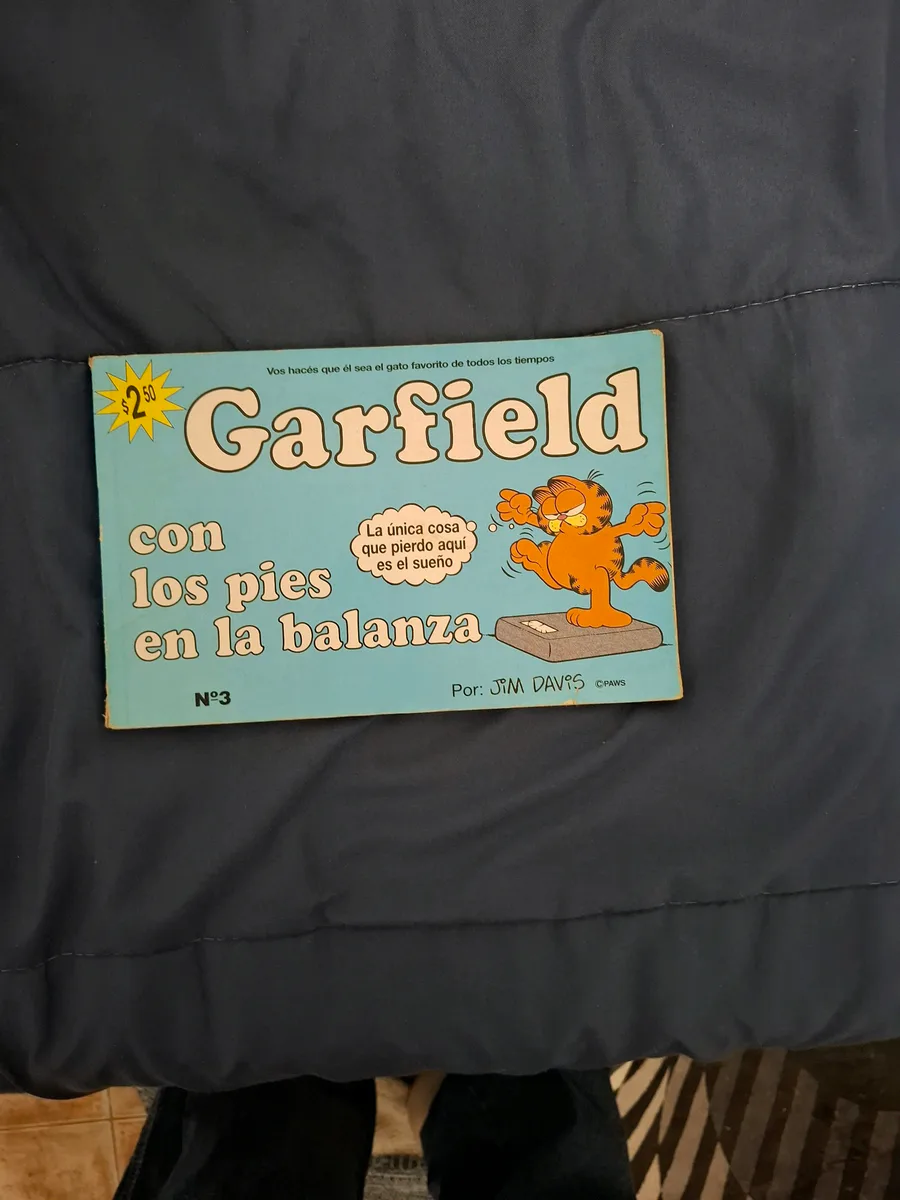 Vos hacés que él sea el gato favorito de todos los tiempos
$2 50
Garfield
con
los pies
en la balanza
La única cosa
que pierdo aquí
es el sueño
Nº3
Por: JIM DAVIS ©PAWS